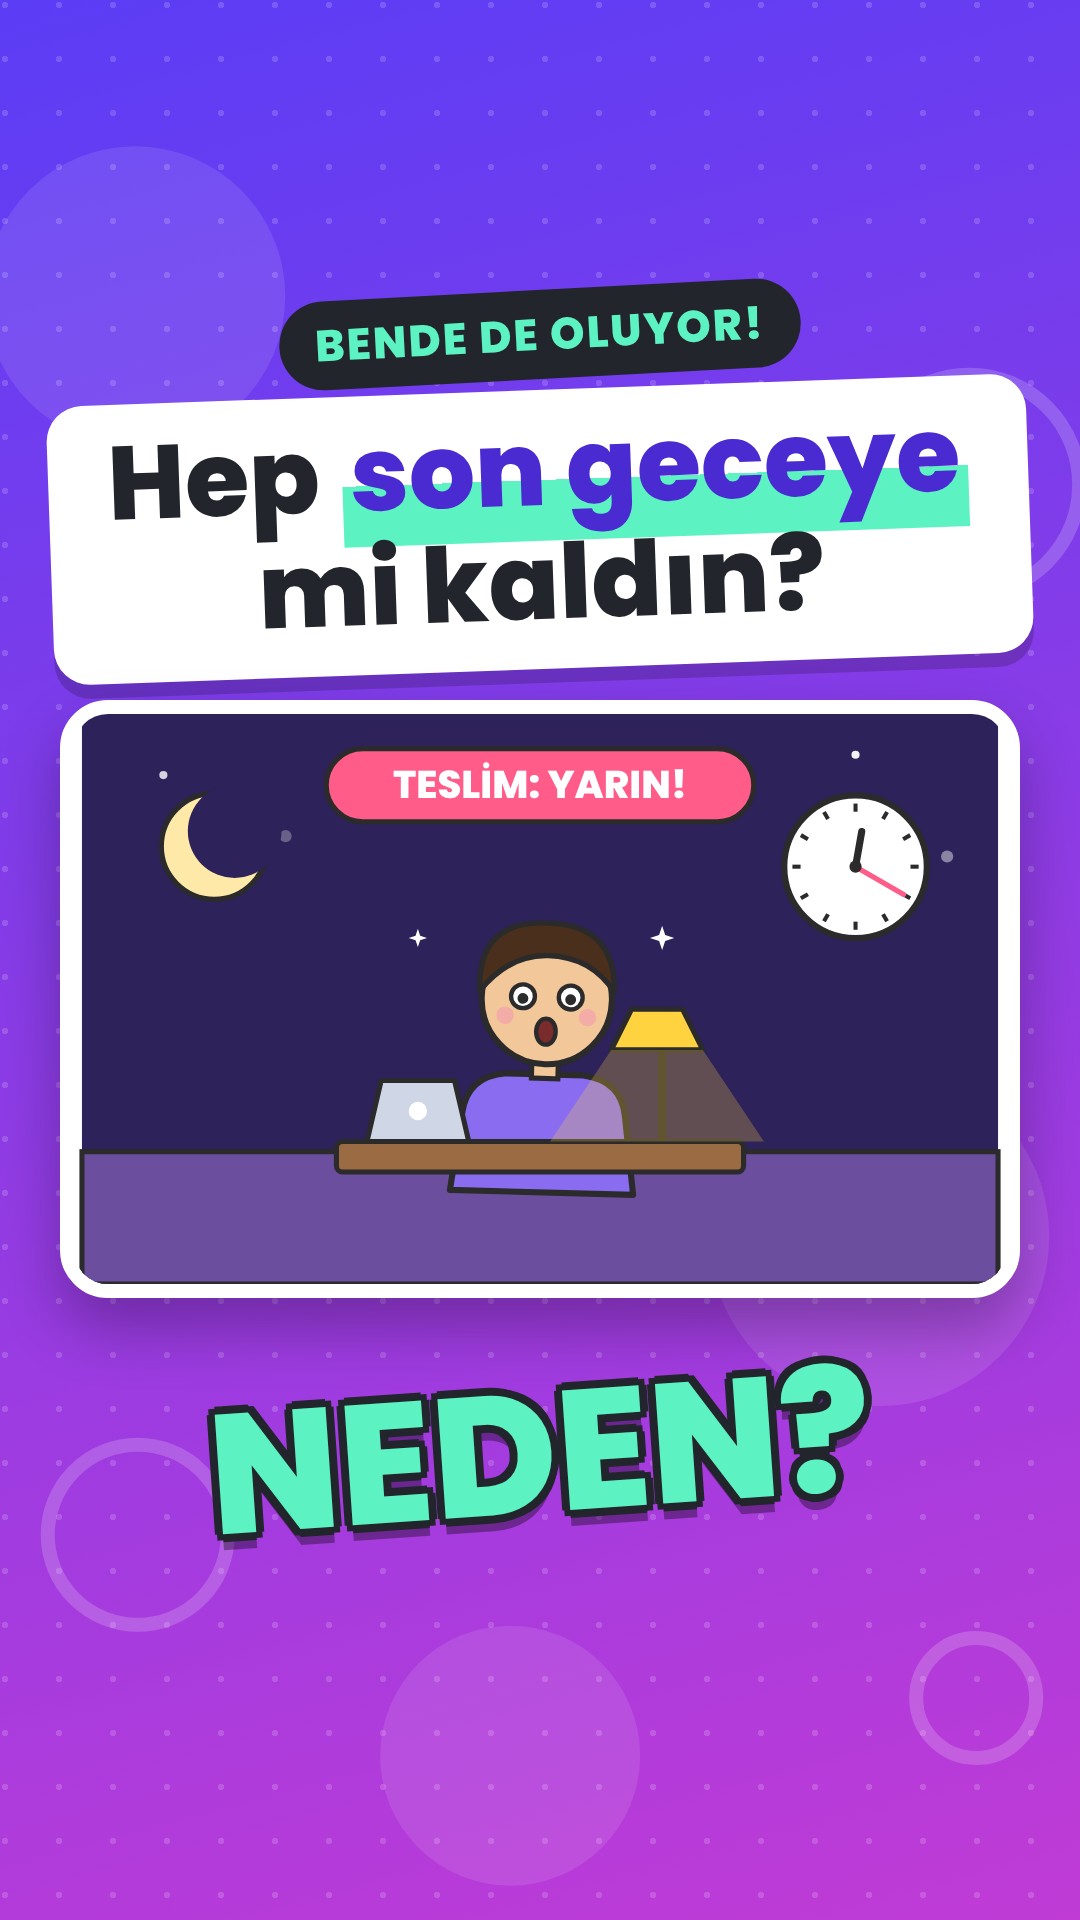 BENDE DE OLUYOR!
Hep son geceye
mi kaldın?
TESLİM: YARIN!
NEDEN?